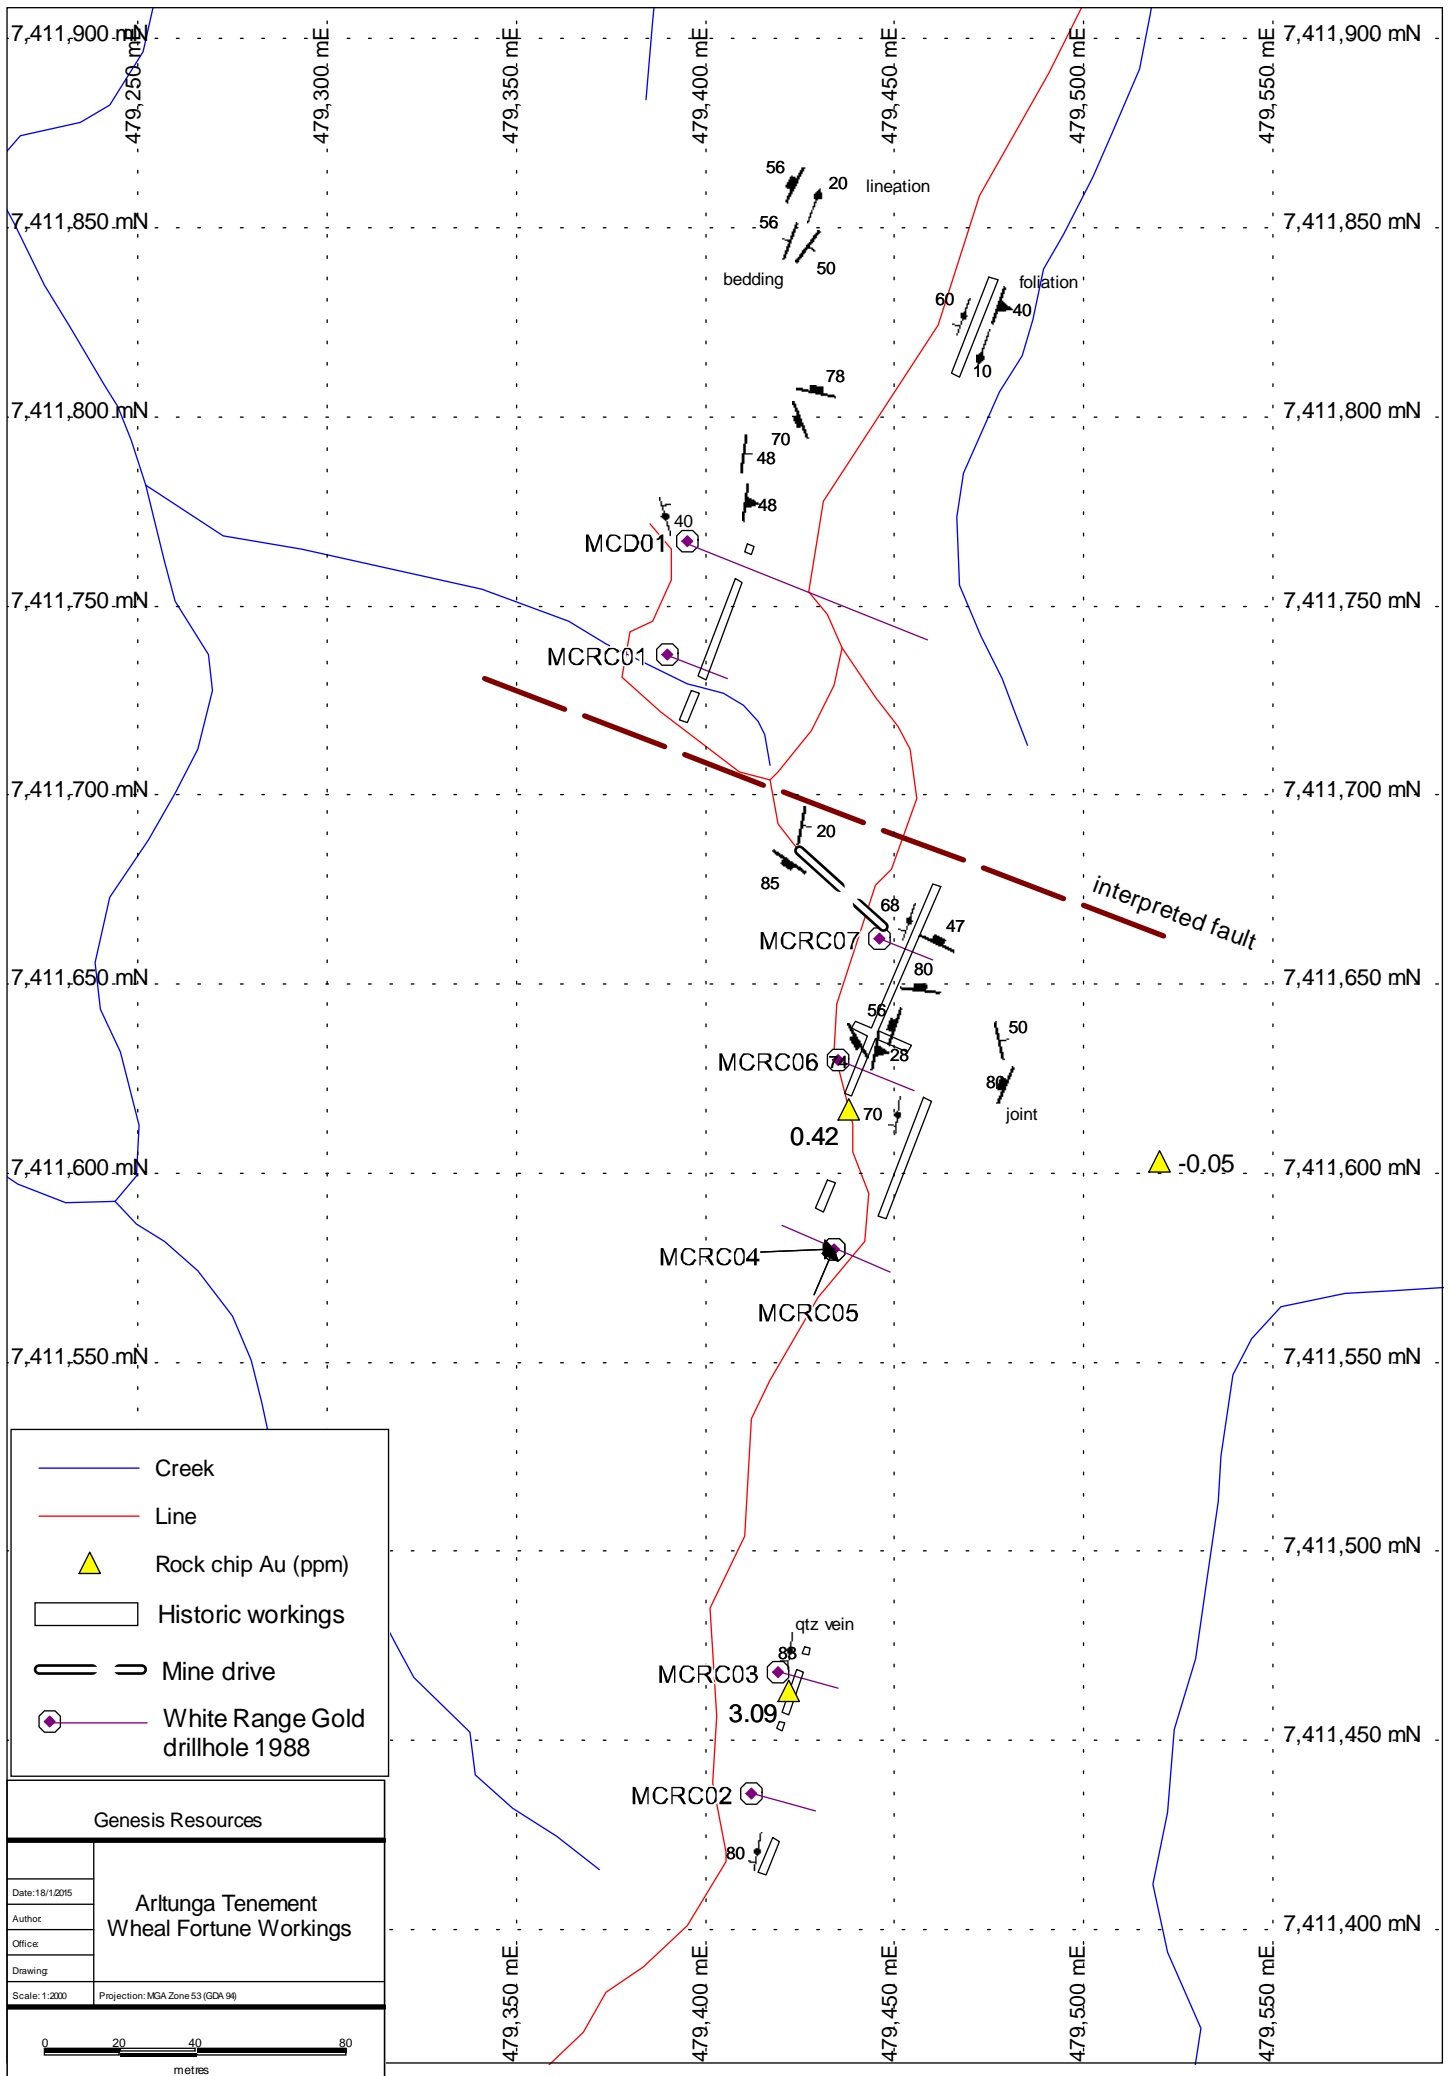 7,411,900 mN
7,411,900 mN
479,250 mE
479,300 mE
479,350 mE
479,400 mE
479,450 mE
479,500 mE
479,550 mE
56
20
lineation
7,411,850 mN
56
50
7,411,850 mN
bedding
foliation
60
40
10
78
7,411,800 mN
7,411,800 mN
70
48
48
40
MCD01
7,411,750 mN
7,411,750 mN
MCRC01
7,411,700 mN
7,411,700 mN
20
85
interpreted fault
68
47
MCRC07
80
7,411,650 mN
7,411,650 mN
56
50
28
MCRC06
74
80
70
joint
0.42
7,411,600 mN
-0.05
7,411,600 mN
MCRC04
MCRC05
7,411,550 mN
7,411,550 mN
Creek
Line
Rock chip Au (ppm)
Historic workings
Mine drive
White Range Gold
drillhole 1988
7,411,500 mN
qtz vein
88
MCRC03
3.09
7,411,450 mN
MCRC02
80
7,411,400 mN
Genesis Resources
Date:18/1/2015
Author:
Office:
Drawing:
Scale: 1:2000
Arltunga Tenement
Wheal Fortune Workings
Projection: MGA Zone 53 (GDA 94)
0 20 40 80
metres
479,350 mE
479,400 mE
479,450 mE
479,500 mE
479,550 mE